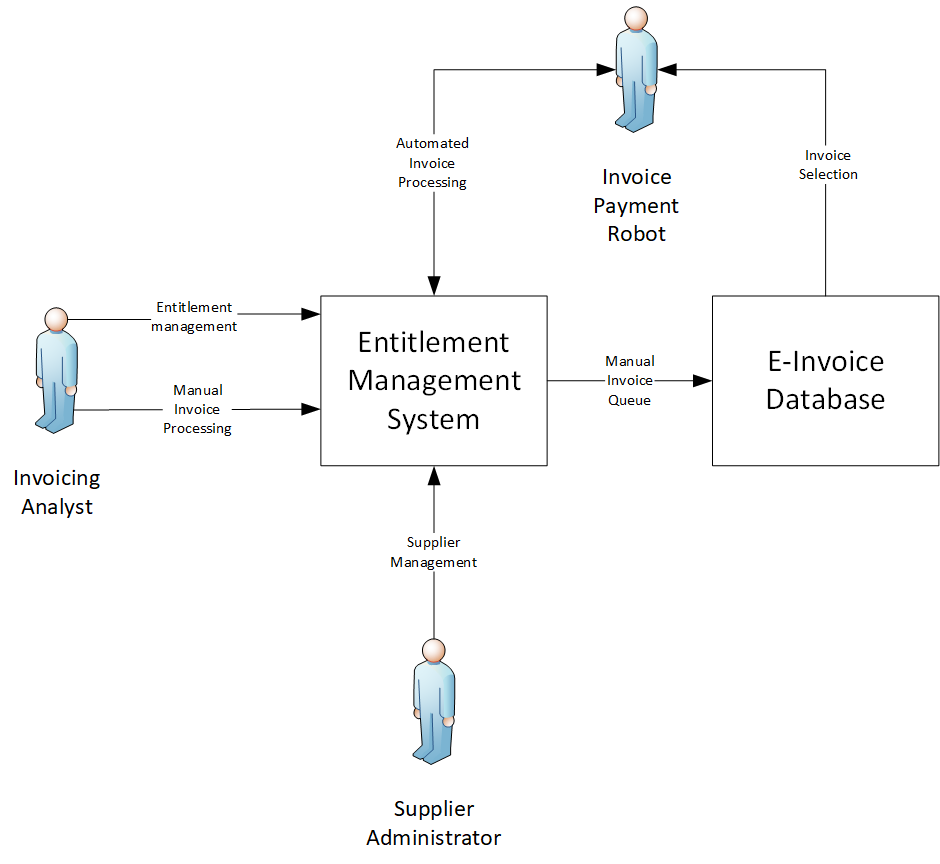 Automated
Invoice
Processing
Invoice
Payment
Robot
Invoice
Selection
Entitlement
management
Manual
Invoice
Processing
Invoicing
Analyst
Entitlement
Management
System
Manual
Invoice
Queue
E-Invoice
Database
Supplier
Management
Supplier
Administrator